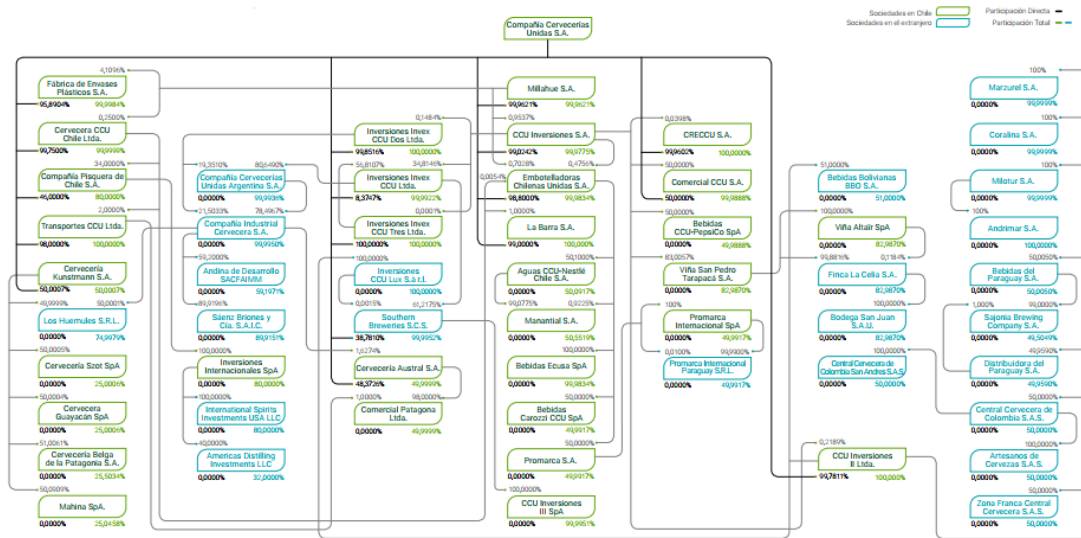 Compañía Cervecerías
Unidas S.A.
Sociedades en Chile
Sociedades en el extranjero
Participación Directa
Participación Total
4,1096%
Fábrica de Envases
Plásticos S.A.
95,8904% 99,9984%
0,2500%
Cervecera CCU
Chile Ltda.
99,7500% 99,9999%
34,0000%
Compañía Pisquera de
Chile S.A.
46,0000% 80,0000%
2,0000%
Transportes CCU Ltda.
98,0000% 100,0000%
Cervecería
Kunstmann S.A.
50,0007% 50,0007%
49,9999% 50,0001%
Los Huemules S.R.L.
0,0000% 74,9979%
50,0005%
Cervecería Szot SpA
0,0000% 25,0006%
50,0004%
Cervecera
Guayacán SpA
0,0000% 25,0006%
51,0061%
Cervecería Belga
de la Patagonia S.A.
0,0000% 25,5034%
50,0909%
Mahina SpA.
0,0000% 25,0458%
19,3510% 80,6490%
Compañía Cervecerías
Unidas Argentina S.A.
0,0000% 99,9936%
21,5033% 78,4967%
Compañía Industrial
Cervecera S.A.
0,0000% 99,9950%
59,2000%
Andina de Desarrollo
SACFAIMM
0,0000% 59,1971%
89,9196%
Sáenz Briones y
Cía. S.A.I.C.
0,0000% 89,9151%
100,0000%
Inversiones
Internacionales SpA
0,0000% 80,0000%
100,0000%
International Spirits
Investments USA LLC
0,0000% 80,0000%
40,0000%
Americas Distilling
Investments LLC
0,0000% 32,0000%
0,1484%
Inversiones Invex
CCU Dos Ltda.
99,8516% 100,0000%
56,8107% 34,8146%
Inversiones Invex
CCU Ltda.
8,3747% 99,9922%
0,0001%
Inversiones Invex
CCU Tres Ltda.
100,0000% 100,0000%
100,0000%
Inversiones
CCU Lux S.a r.l.
0,0000% 100,0000%
0,0015% 61,2175%
Southern
Breweries S.C.S.
38,7810% 99,9952%
1,6274%
Cervecería Austral S.A.
48,3726% 49,9999%
1,0000% 98,0000%
Comercial Patagona
Ltda.
0,0000% 49,9999%
Millahue S.A.
99,9621% 99,9621%
0,9537%
CCU Inversiones S.A.
99,0242% 99,9775%
0,7028% 0,4756%
0,0054%
Embotelladoras
Chilenas Unidas S.A.
98,8000% 99,9834%
1,0000%
La Barra S.A.
99,0000% 100,000%
50,1000%
Aguas CCU-Nestlé
Chile S.A.
0,0000% 50,0917%
99,0775% 0,9225%
Manantial S.A.
0,0000% 50,5519%
100,0000%
Bebidas Ecusa SpA
0,0000% 99,9834%
50,0000%
Bebidas
Carozzi CCU SpA
0,0000% 49,9917%
50,0000%
Promarca S.A.
0,0000% 49,9917%
100,0000%
CCU Inversiones
III SpA
0,0000% 99,9951%
0,0398%
CRECCU S.A.
99,9602% 100,0000%
50,0000%
Comercial CCU S.A.
50,0000% 99,9888%
50,0000%
Bebidas
CCU-PepsiCo SpA
0,0000% 49,9888%
83,0057%
Viña San Pedro
Tarapacá S.A.
0,0000% 82,9870%
100%
Promarca
Internacional SpA
0,0000% 49,9917%
0,0100% 99,9900%
Promarca Internacional
Paraguay S.R.L.
0,0000% 49,9917%
51,0000%
Bebidas Bolivianas
BBO S.A.
0,0000% 51,0000%
100,0000%
Viña Altaïr SpA
0,0000% 82,9870%
99,8816% 0,1184%
Finca La Celia S.A.
0,0000% 82,9870%
100,0000%
Bodega San Juan
S.A.U.
0,0000% 82,9870%
100,0000%
Central Cervecera de
Colombia San Andres S.A.S
0,0000% 50,0000%
0,2189%
CCU Inversiones
II Ltda.
99,7811% 100,000%
100%
Marzurel S.A.
0,0000% 99,9999%
100%
Coralina S.A.
0,0000% 99,9999%
100%
Milotur S.A.
0,0000% 99,9999%
100%
Andrimar S.A.
0,0000% 100,0000%
50,0050%
Bebidas del
Paraguay S.A.
0,0000% 50,0050%
1,000% 99,0000%
Sajonia Brewing
Company S.A.
0,0000% 49,5049%
49,9590%
Distribuidora del
Paraguay S.A.
0,0000% 49,9590%
50,0000%
Central Cervecera de
Colombia S.A.S.
0,0000% 50,0000%
100,0000%
Artesanos de
Cervezas S.A.S.
0,0000% 50,0000%
50,0000%
Zona Franca Central
Cervecera S.A.S.
0,0000% 50,0000%